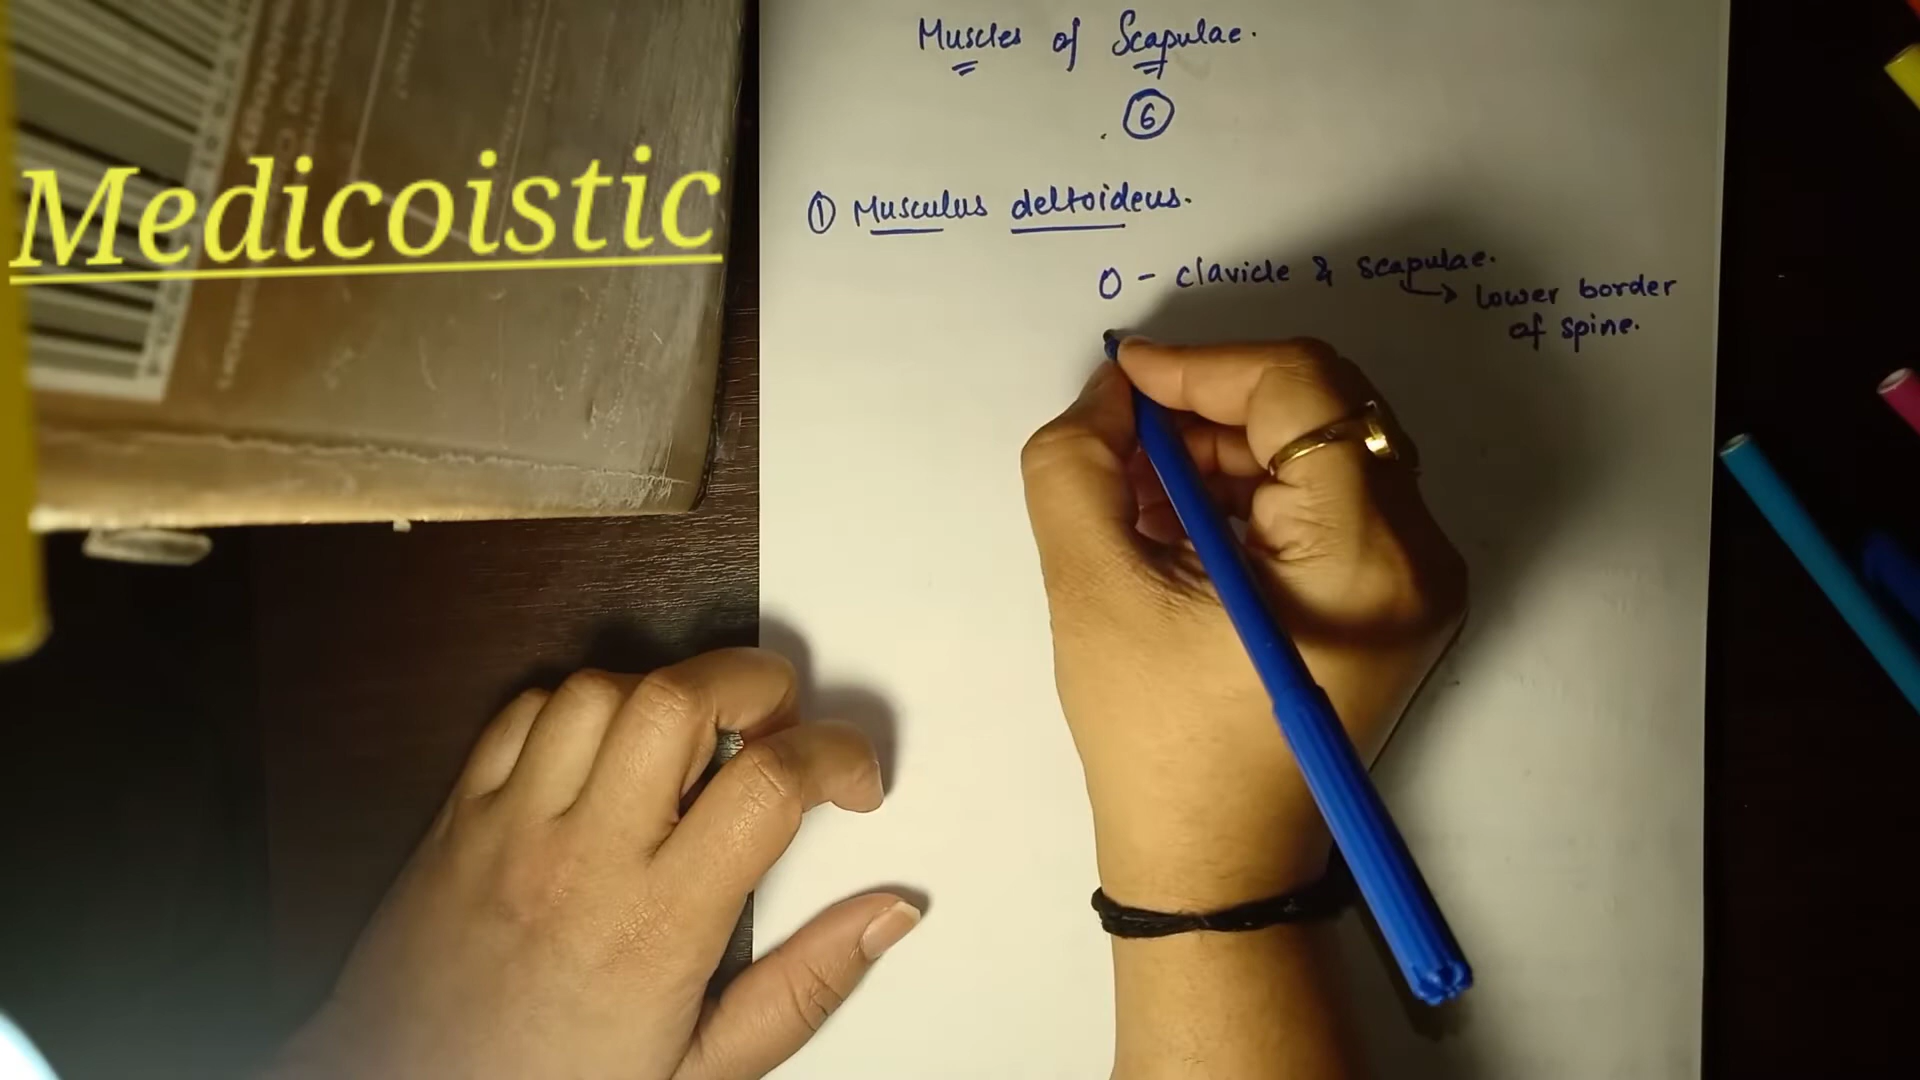 Muscles of Scapulae.
6
① Musculus deltoideus.
O - clavicle & scapulae.
→ lower border
of spine.
Medicoistic